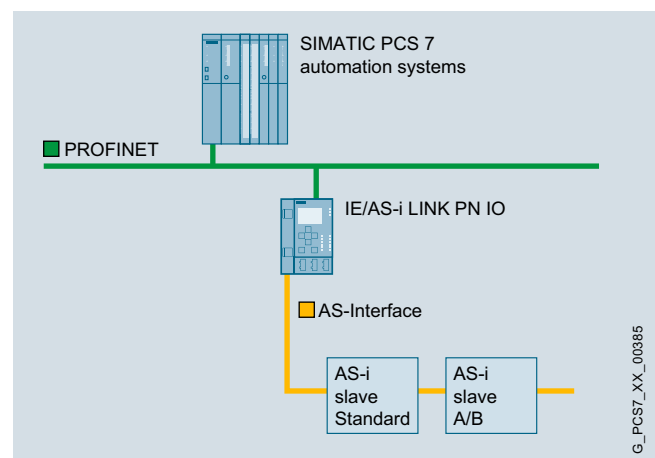 SIMATIC PCS 7
automation systems
PROFINET
IE/AS-i LINK PN IO
AS-Interface
AS-i
slave
Standard
AS-i
slave
A/B
G_PCS7_XX_00385